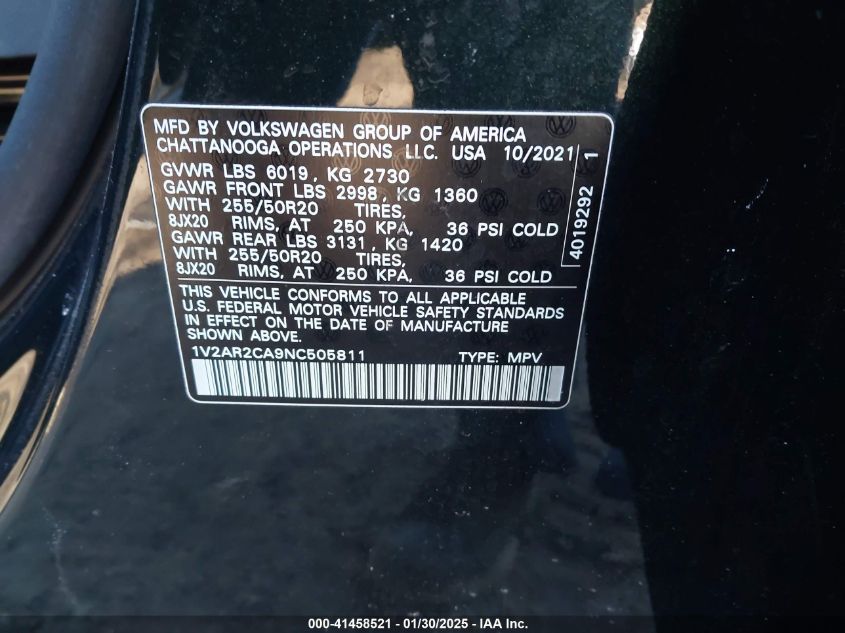 MFD BY VOLKSWAGEN GROUP OF AMERICA
CHATTANOOGA OPERATIONS LLC. USA 10/2021
GVWR LBS 6019, KG 2730
GAWR FRONT LBS 2998, KG 1360
WITH 255/50R20 TIRES,
8JX20 RIMS, AT 250 KPA, 36 PSI COLD
GAWR REAR LBS 3131, KG 1420
WITH 255/50R20 TIRES,
8JX20 RIMS, AT 250 KPA, 36 PSI COLD
4019292 1
THIS VEHICLE CONFORMS TO ALL APPLICABLE
U.S. FEDERAL MOTOR VEHICLE SAFETY STANDARDS
IN EFFECT ON THE DATE OF MANUFACTURE
SHOWN ABOVE.
1V2AR2CA9NC505811 TYPE: MPV
000-41458521 - 01/30/2025 - IAA Inc.